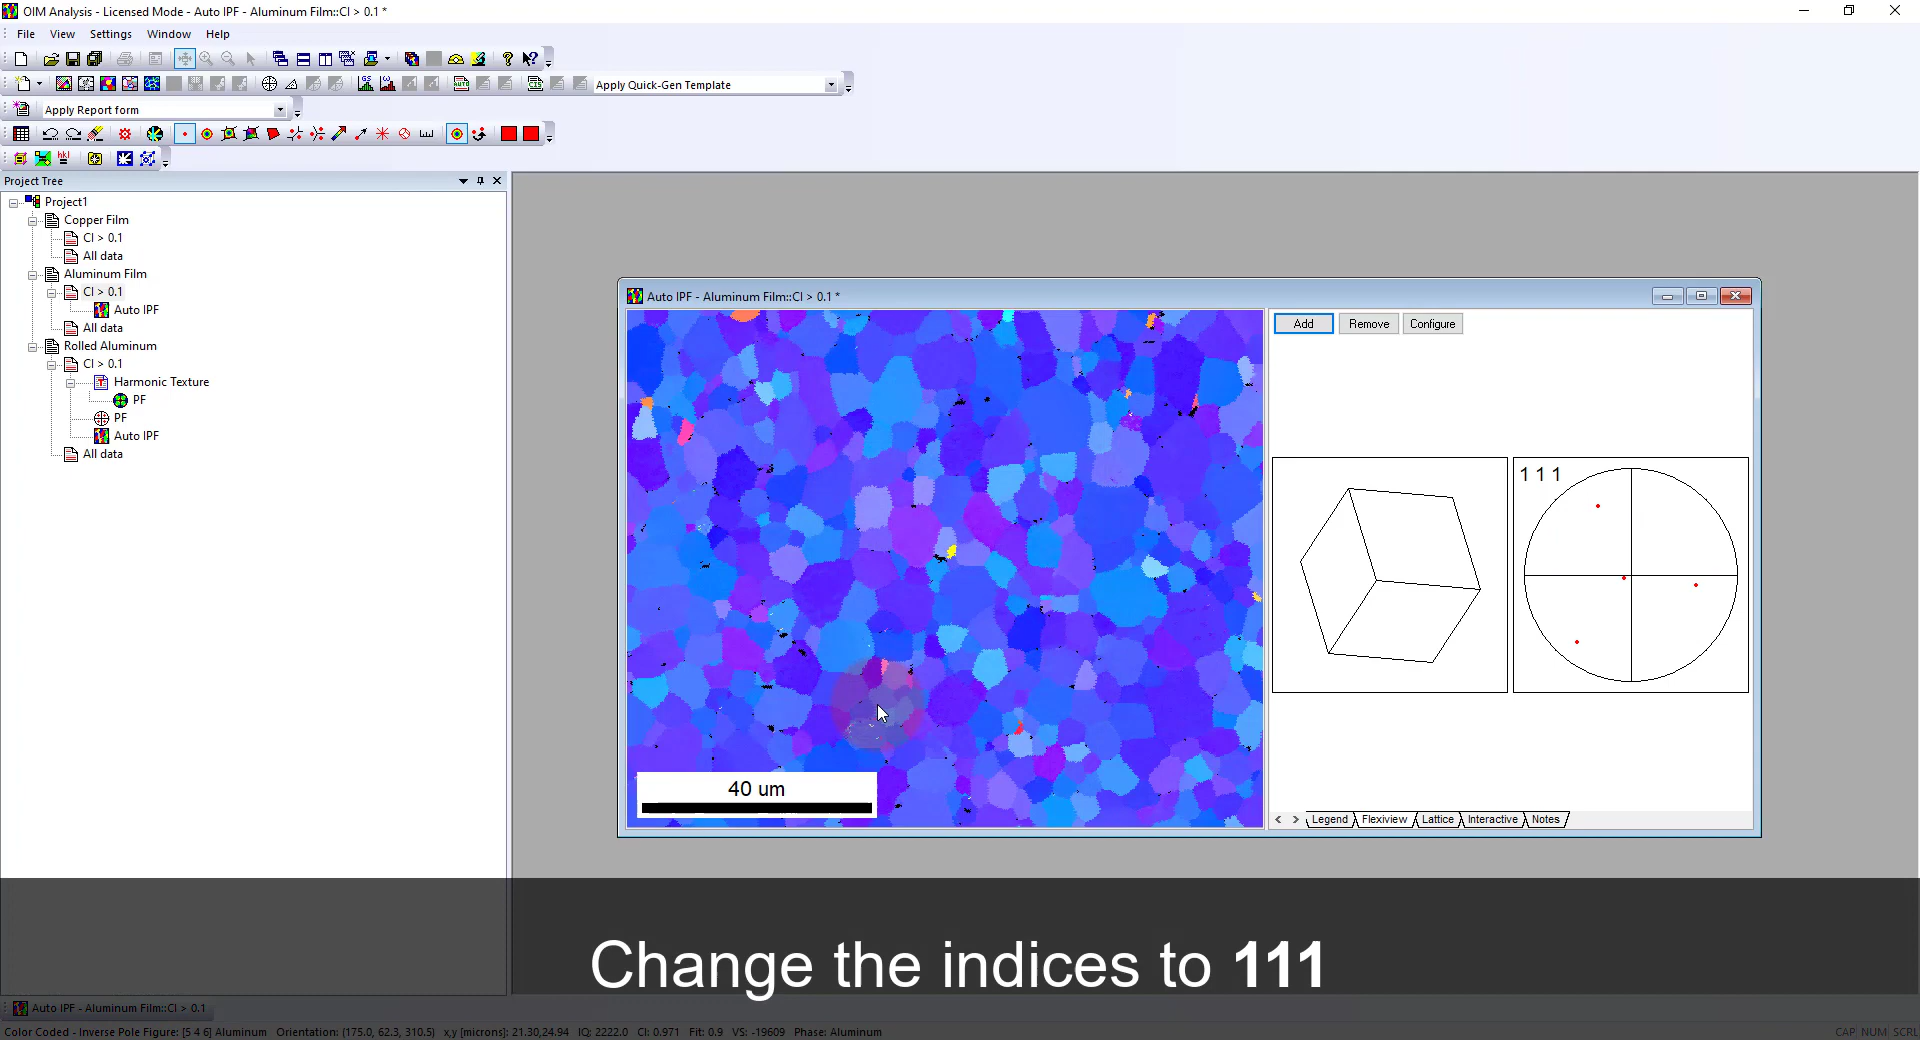 OIM Analysis - Licensed Mode - Auto IPF - Aluminum Film::CI > 0.1 *
File View Settings Window Help
Apply Quick-Gen Template
Apply Report form
Project Tree
Project1
Copper Film
CI > 0.1
All data
Aluminum Film
CI > 0.1
Auto IPF
All data
Rolled Aluminum
CI > 0.1
Harmonic Texture
PF
PF
Auto IPF
All data
Auto IPF - Aluminum Film::CI > 0.1 *
Add Remove Configure
1 1 1
40 um
Legend Flexiview Lattice Interactive Notes
Change the indices to 111
Auto IPF - Aluminum Film::CI > 0.1
Color Coded - Inverse Pole Figure: [5 4 6] Aluminum Orientation: (175.0, 62.3, 310.5) x,y [microns]: 21.30,24.94 IQ: 2222.0 CI: 0.971 Fit: 0.9 VS: -19609 Phase: Aluminum CAP NUM SCRL